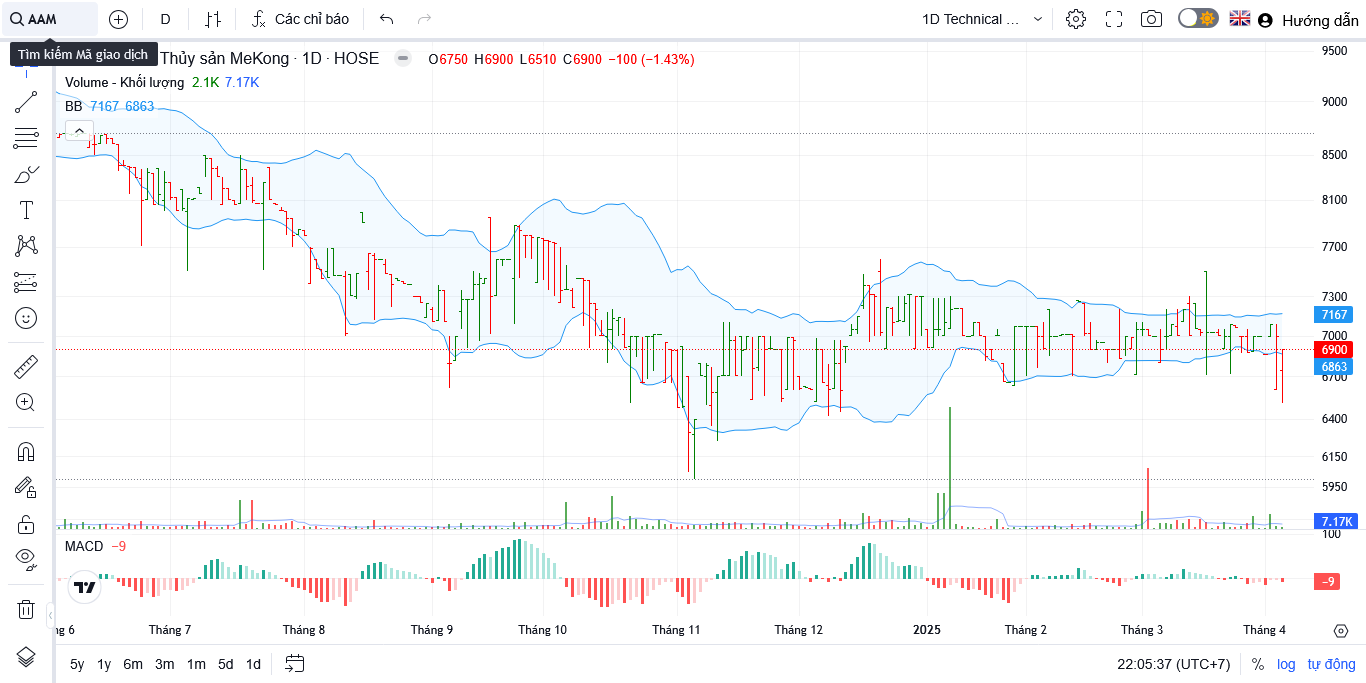 AAM D Các chỉ báo 1D Technical ... Hướng dẫn
Tìm kiếm Mã giao dịch
Thủy sản MeKong · 1D · HOSE O6750 H6900 L6510 C6900 −100 (−1.43%)
Volume - Khối lượng 2.1K 7.17K
BB 7167 6863
9500
9000
8500
8100
7700
7300
7167
7000
6900
6863
6700
6400
6150
5950
7.17K
100
MACD −9
−9
ng 6 Tháng 7 Tháng 8 Tháng 9 Tháng 10 Tháng 11 Tháng 12 2025 Tháng 2 Tháng 3 Tháng 4
5y 1y 6m 3m 1m 5d 1d 22:05:37 (UTC+7) % log tự động